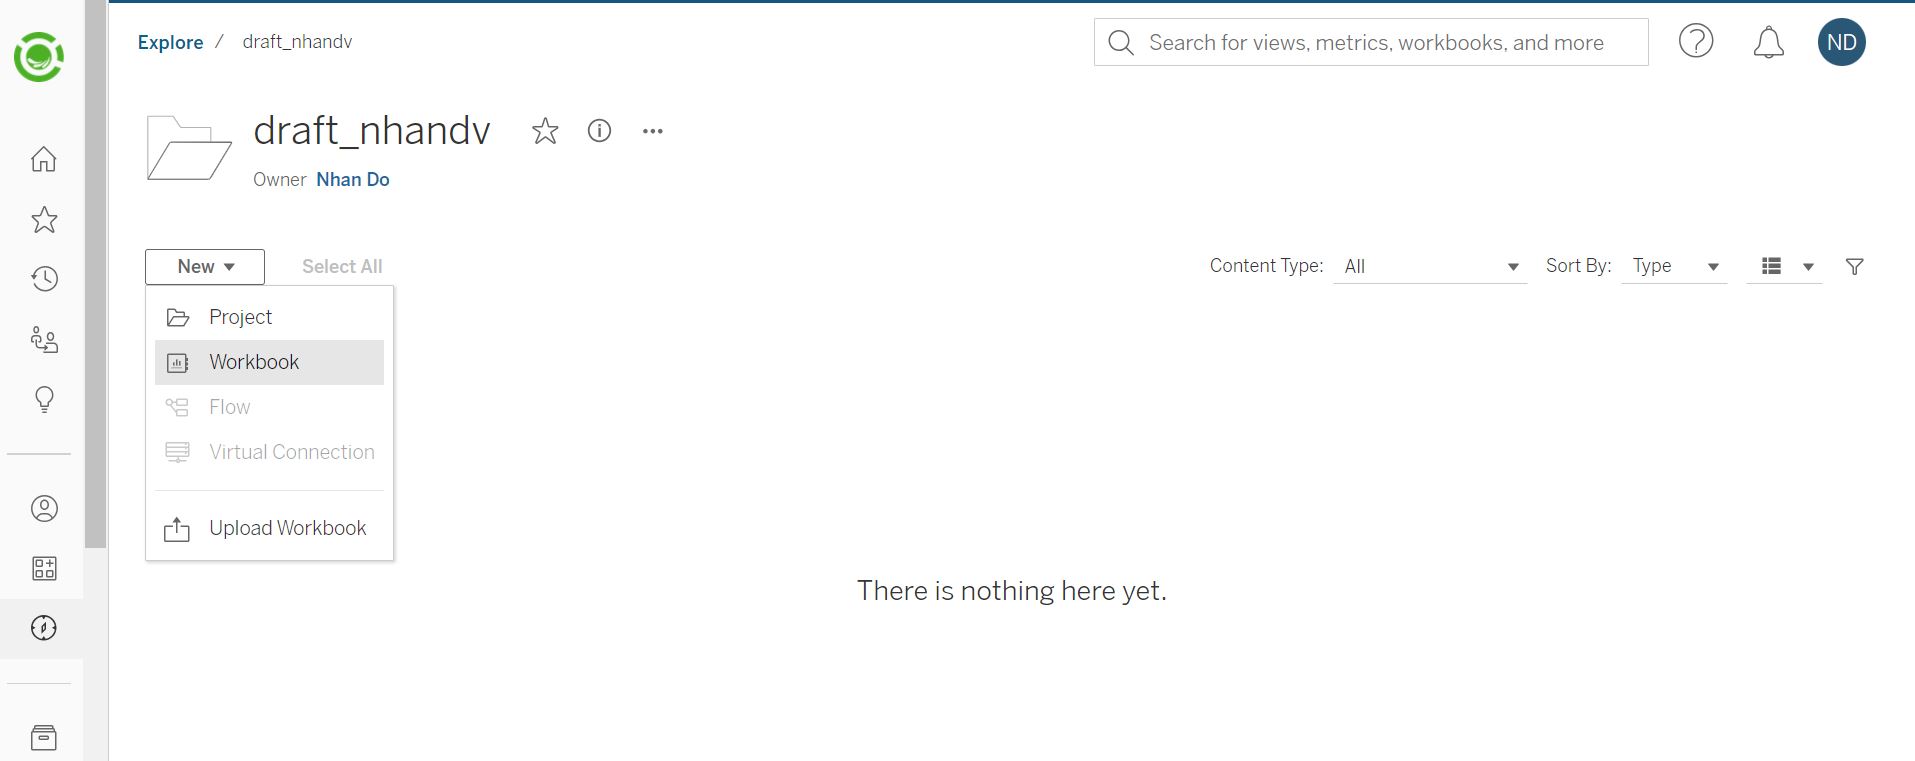 Explore / draft_nhandv
Search for views, metrics, workbooks, and more
ND
draft_nhandv
Owner Nhan Do
New
Select All
Content Type: All
Sort By: Type
Project
Workbook
Flow
Virtual Connection
Upload Workbook
There is nothing here yet.